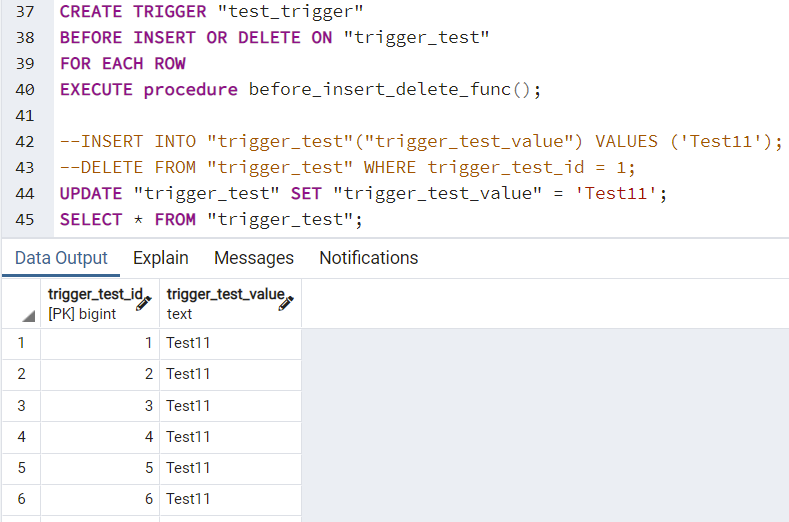 37 CREATE TRIGGER "test_trigger"
38 BEFORE INSERT OR DELETE ON "trigger_test"
39 FOR EACH ROW
40 EXECUTE procedure before_insert_delete_func();
41
42 --INSERT INTO "trigger_test"("trigger_test_value") VALUES ('Test11');
43 --DELETE FROM "trigger_test" WHERE trigger_test_id = 1;
44 UPDATE "trigger_test" SET "trigger_test_value" = 'Test11';
45 SELECT * FROM "trigger_test";
Data Output Explain Messages Notifications
trigger_test_id trigger_test_value
[PK] bigint text
1 1 Test11
2 2 Test11
3 3 Test11
4 4 Test11
5 5 Test11
6 6 Test11